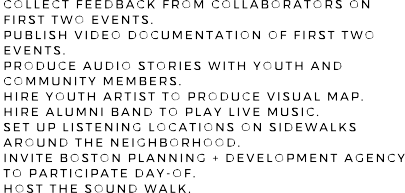 COLLECT FEEDBACK FROM COLLABORATORS ON
FIRST TWO EVENTS.
PUBLISH VIDEO DOCUMENTATION OF FIRST TWO
EVENTS.
PRODUCE AUDIO STORIES WITH YOUTH AND
COMMUNITY MEMBERS.
HIRE YOUTH ARTIST TO PRODUCE VISUAL MAP.
HIRE ALUMNI BAND TO PLAY LIVE MUSIC.
SET UP LISTENING LOCATIONS ON SIDEWALKS
AROUND THE NEIGHBORHOOD.
INVITE BOSTON PLANNING + DEVELOPMENT AGENCY
TO PARTICIPATE DAY-OF.
HOST THE SOUND WALK.